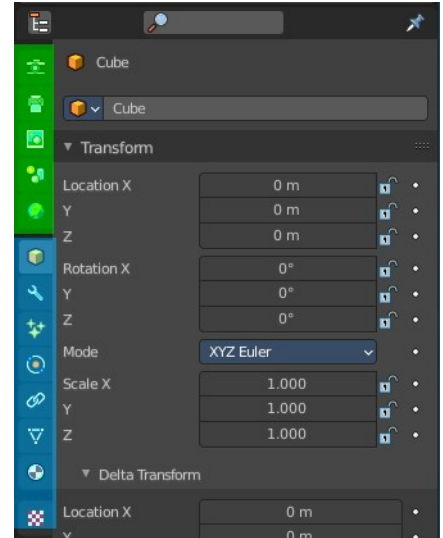 Cube
Cube
Transform
Location X 0 m
Y 0 m
Z 0 m
Rotation X 0°
Y 0°
Z 0°
Mode XYZ Euler
Scale X 1.000
Y 1.000
Z 1.000
Delta Transform
Location X 0 m
Y 0 m